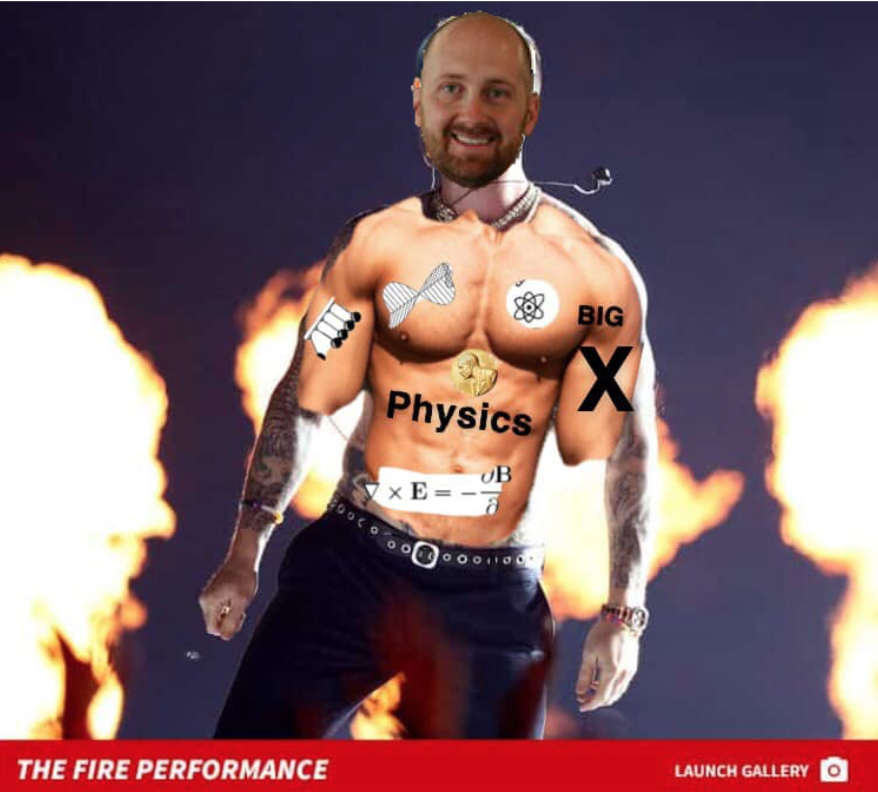 BIG
X
Physics
∇ × E = − ∂B
∂
THE FIRE PERFORMANCE
LAUNCH GALLERY